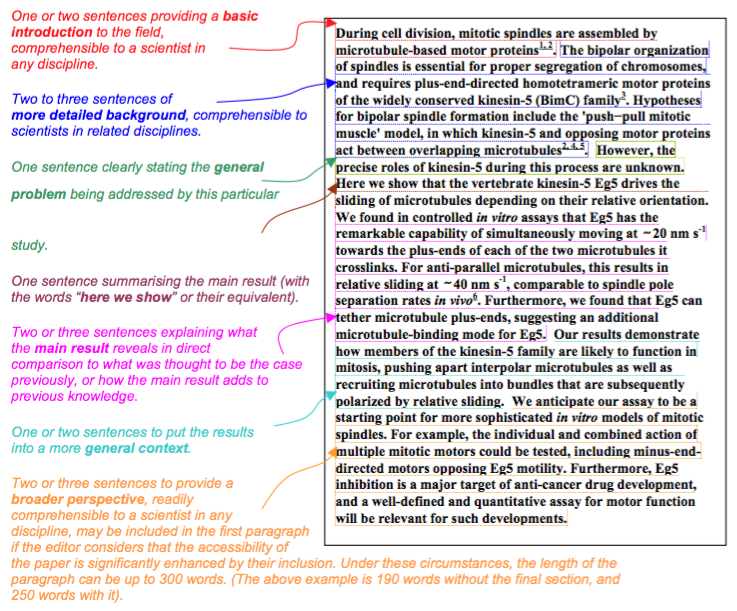 One or two sentences providing a basic
introduction to the field,
comprehensible to a scientist in
any discipline.
Two to three sentences of
more detailed background, comprehensible to
scientists in related disciplines.
One sentence clearly stating the general
problem being addressed by this particular
study.
One sentence summarising the main result (with
the words “here we show” or their equivalent).
Two or three sentences explaining what
the main result reveals in direct
comparison to what was thought to be the case
previously, or how the main result adds to
previous knowledge.
One or two sentences to put the results
into a more general context.
Two or three sentences to provide a
broader perspective, readily
comprehensible to a scientist in any
discipline, may be included in the first paragraph
if the editor considers that the accessibility of
the paper is significantly enhanced by their inclusion. Under these circumstances, the length of the
paragraph can be up to 300 words. (The above example is 190 words without the final section, and
250 words with it).
During cell division, mitotic spindles are assembled by
microtubule-based motor proteins1, 2. The bipolar organization
of spindles is essential for proper segregation of chromosomes,
and requires plus-end-directed homotetrameric motor proteins
of the widely conserved kinesin-5 (BimC) family3. Hypotheses
for bipolar spindle formation include the 'push–pull mitotic
muscle' model, in which kinesin-5 and opposing motor proteins
act between overlapping microtubules2, 4, 5. However, the
precise roles of kinesin-5 during this process are unknown.
Here we show that the vertebrate kinesin-5 Eg5 drives the
sliding of microtubules depending on their relative orientation.
We found in controlled in vitro assays that Eg5 has the
remarkable capability of simultaneously moving at ~20 nm s-1
towards the plus-ends of each of the two microtubules it
crosslinks. For anti-parallel microtubules, this results in
relative sliding at ~40 nm s-1, comparable to spindle pole
separation rates in vivo6. Furthermore, we found that Eg5 can
tether microtubule plus-ends, suggesting an additional
microtubule-binding mode for Eg5. Our results demonstrate
how members of the kinesin-5 family are likely to function in
mitosis, pushing apart interpolar microtubules as well as
recruiting microtubules into bundles that are subsequently
polarized by relative sliding. We anticipate our assay to be a
starting point for more sophisticated in vitro models of mitotic
spindles. For example, the individual and combined action of
multiple mitotic motors could be tested, including minus-end-
directed motors opposing Eg5 motility. Furthermore, Eg5
inhibition is a major target of anti-cancer drug development,
and a well-defined and quantitative assay for motor function
will be relevant for such developments.